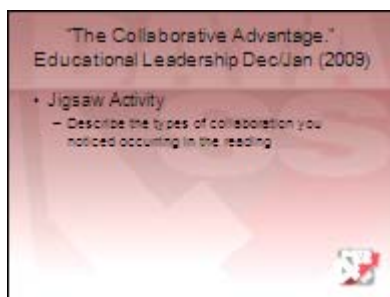 "The Collaborative Advantage."
Educational Leadership Dec/Jan (2009)
• Jigsaw Activity
– Describe the types of collaboration you
noticed occurring in the reading